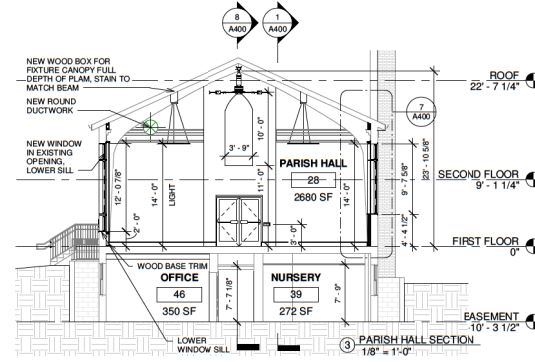 8
A400
1
A400
NEW WOOD BOX FOR
FIXTURE CANOPY FULL
DEPTH OF PLAM, STAIN TO
MATCH BEAM
NEW ROUND
DUCTWORK
NEW WINDOW
IN EXISTING
OPENING,
LOWER SILL
ROOF
22' - 7 1/4"
7
A400
23' - 10 5/8"
10' - 0"
3' - 9"
11' - 0"
PARISH HALL
28
2680 SF
12' - 0 7/8"
14' - 0"
LIGHT
2' - 0"
14' - 0"
9' - 7 5/8"
4' - 4 1/2"
SECOND FLOOR
9' - 1 1/4"
FIRST FLOOR
0"
WOOD BASE TRIM
OFFICE
46
350 SF
7' - 7 1/8"
NURSERY
39
272 SF
7' - 9"
EASEMENT
-10' - 3 1/2"
LOWER
WINDOW SILL
3
PARISH HALL SECTION
1/8" = 1'-0"